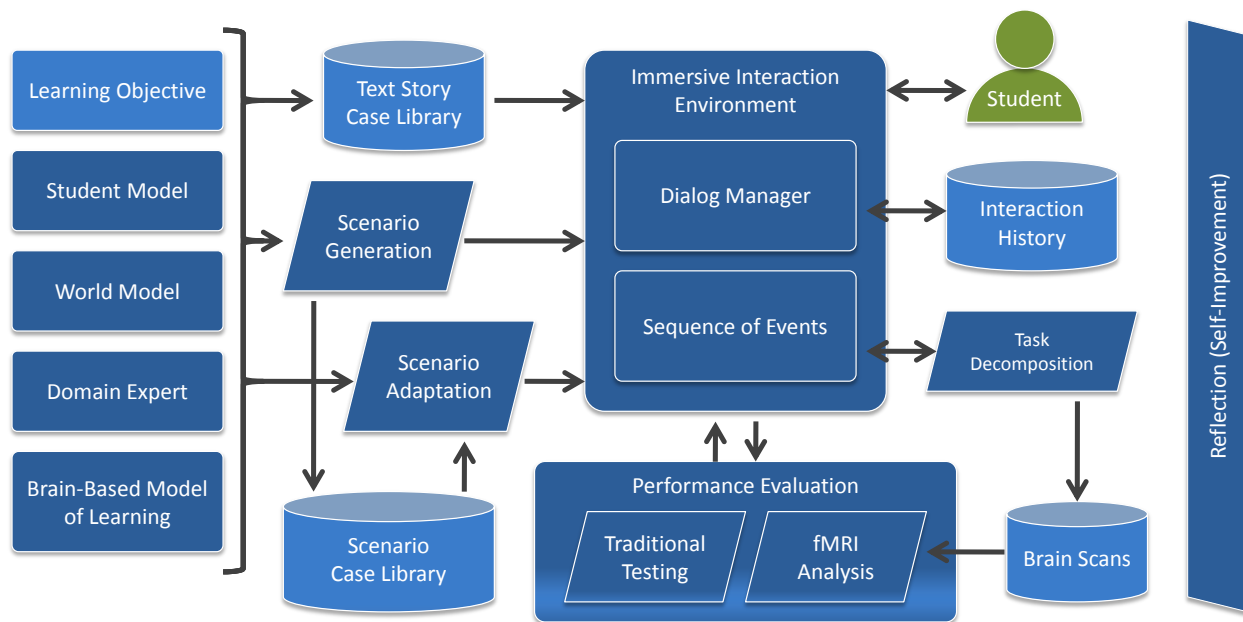 Learning Objective
Student Model
World Model
Domain Expert
Brain-Based Model
of Learning
Text Story
Case Library
Scenario
Generation
Scenario
Adaptation
Scenario
Case Library
Immersive Interaction
Environment
Dialog Manager
Sequence of Events
Performance Evaluation
Traditional
Testing
fMRI
Analysis
Student
Interaction
History
Task
Decomposition
Brain Scans
Reflection (Self-Improvement)